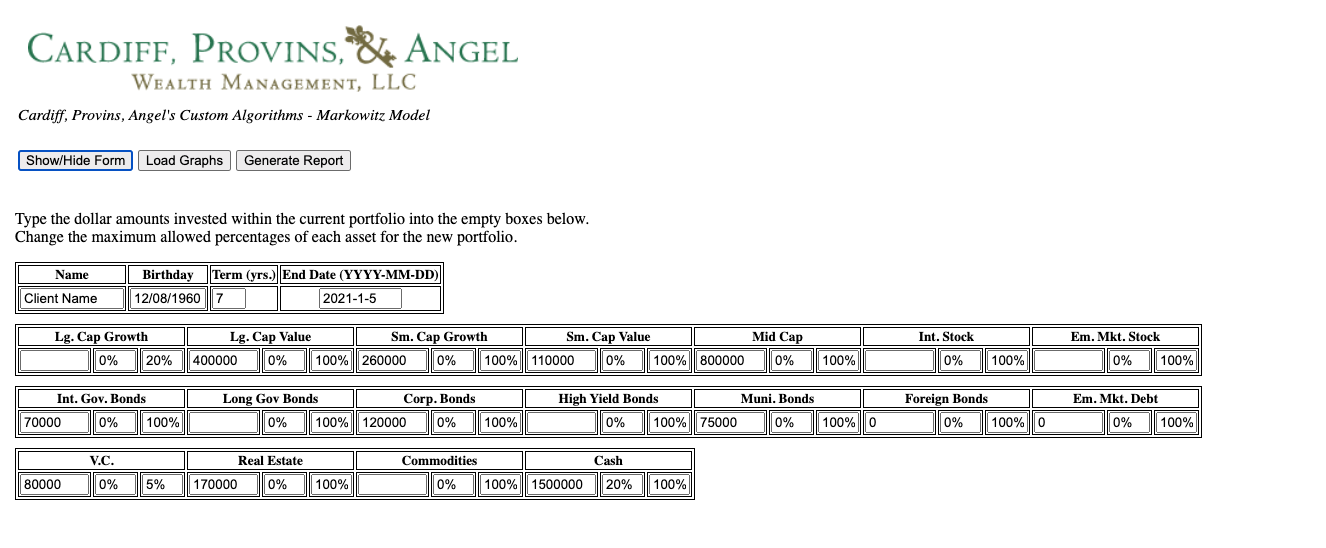 CARDIFF, PROVINS, & ANGEL
WEALTH MANAGEMENT, LLC
Cardiff, Provins, Angel's Custom Algorithms - Markowitz Model
Show/Hide Form Load Graphs Generate Report
Type the dollar amounts invested within the current portfolio into the empty boxes below.
Change the maximum allowed percentages of each asset for the new portfolio.
Name Birthday Term (yrs.) End Date (YYYY-MM-DD)
Client Name 12/08/1960 7 2021-1-5
Lg. Cap Growth Lg. Cap Value Sm. Cap Growth Sm. Cap Value Mid Cap Int. Stock Em. Mkt. Stock
0% 20% 400000 0% 100% 260000 0% 100% 110000 0% 100% 800000 0% 100% 0% 100% 0% 100%
Int. Gov. Bonds Long Gov Bonds Corp. Bonds High Yield Bonds Muni. Bonds Foreign Bonds Em. Mkt. Debt
70000 0% 100% 0% 100% 120000 0% 100% 0% 100% 75000 0% 100% 0 0% 100% 0 0% 100%
V.C. Real Estate Commodities Cash
80000 0% 5% 170000 0% 100% 0% 100% 1500000 20% 100%